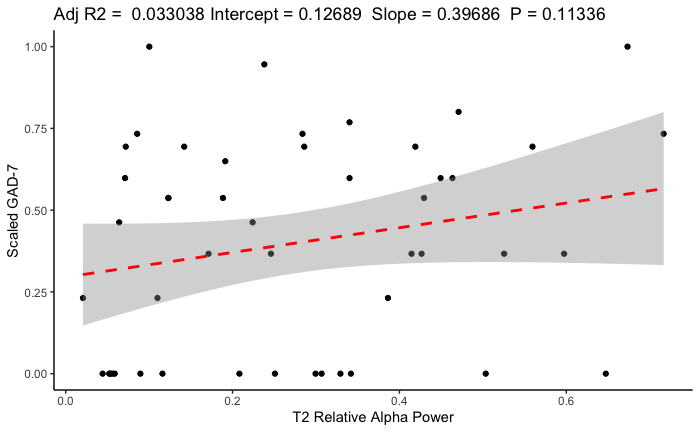 Adj R2 =  0.033038 Intercept = 0.12689  Slope = 0.39686  P = 0.11336
1.00
0.75
0.50
0.25
0.00
Scaled GAD-7
0.0 0.2 0.4 0.6
T2 Relative Alpha Power